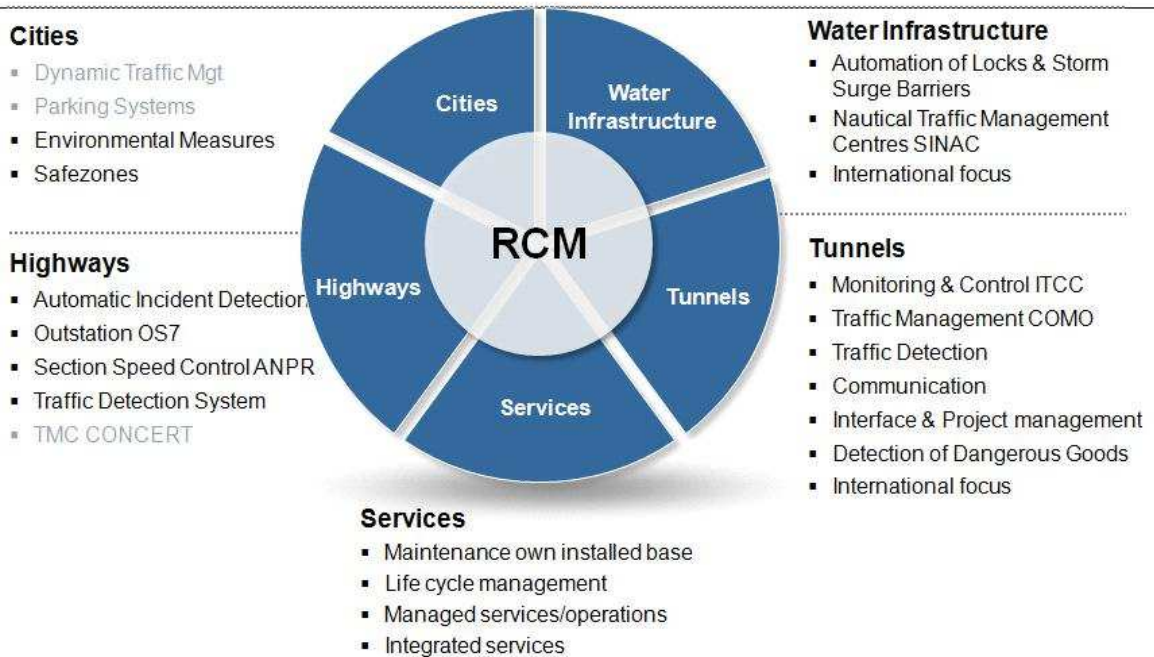 Cities
▪ Dynamic Traffic Mgt
▪ Parking Systems
▪ Environmental Measures
▪ Safezones
Highways
▪ Automatic Incident Detection
▪ Outstation OS7
▪ Section Speed Control ANPR
▪ Traffic Detection System
▪ TMC CONCERT
Cities
Water
Infrastructure
Highways
RCM
Tunnels
Services
Water Infrastructure
▪ Automation of Locks & Storm
Surge Barriers
▪ Nautical Traffic Management
Centres SINAC
▪ International focus
Tunnels
▪ Monitoring & Control ITCC
▪ Traffic Management COMO
▪ Traffic Detection
▪ Communication
▪ Interface & Project management
▪ Detection of Dangerous Goods
▪ International focus
Services
▪ Maintenance own installed base
▪ Life cycle management
▪ Managed services/operations
▪ Integrated services